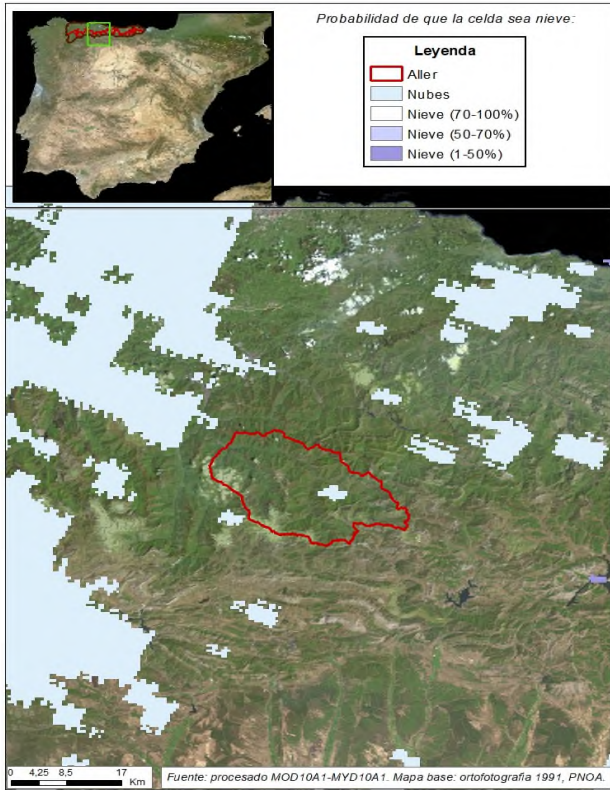 Probabilidad de que la celda sea nieve:
Leyenda
Aller
Nubes
Nieve (70-100%)
Nieve (50-70%)
Nieve (1-50%)
0 4,25 8,5 17
Km
Fuente: procesado MOD10A1-MYD10A1. Mapa base: ortofotografia 1991, PNOA.